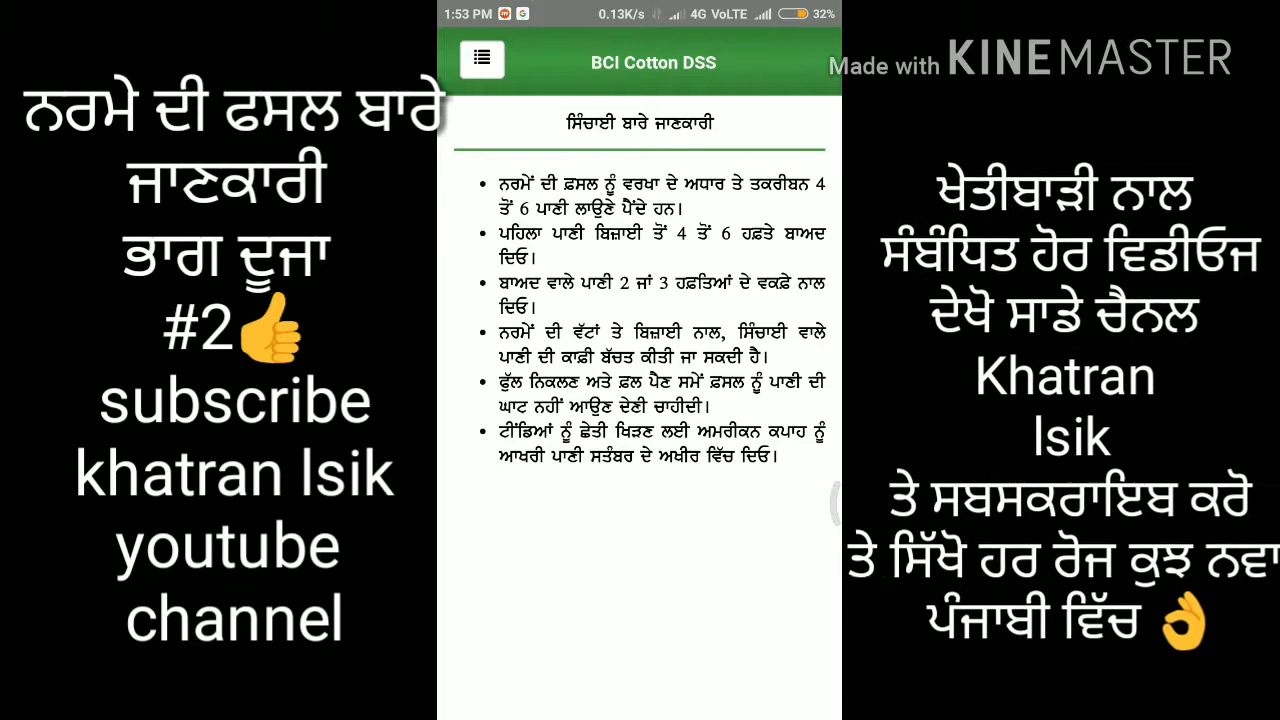 1:53 PM 0.13K/s 4G VoLTE 32%
BCI Cotton DSS
Made with KINEMASTER
ਨਰਮੇ ਦੀ ਫਸਲ ਬਾਰੇ
ਜਾਣਕਾਰੀ
ਭਾਗ ਦੂਜਾ
#2👍
subscribe
khatran lsik
youtube
channel
ਸਿੰਚਾਈ ਬਾਰੇ ਜਾਣਕਾਰੀ
• ਨਰਮੇਂ ਦੀ ਫ਼ਸਲ ਨੂੰ ਵਰਖਾ ਦੇ ਅਧਾਰ ਤੇ ਤਕਰੀਬਨ 4
ਤੋਂ 6 ਪਾਣੀ ਲਾਉਣੇ ਪੈਂਦੇ ਹਨ।
• ਪਹਿਲਾ ਪਾਣੀ ਬਿਜ਼ਾਈ ਤੋਂ 4 ਤੋਂ 6 ਹਫ਼ਤੇ ਬਾਅਦ
ਦਿਓ।
• ਬਾਅਦ ਵਾਲੇ ਪਾਣੀ 2 ਜਾਂ 3 ਹਫ਼ਤਿਆਂ ਦੇ ਵਕਫ਼ੇ ਨਾਲ
ਦਿਓ।
• ਨਰਮੇਂ ਦੀ ਵੱਟਾਂ ਤੇ ਬਿਜ਼ਾਈ ਨਾਲ, ਸਿੰਚਾਈ ਵਾਲੇ
ਪਾਣੀ ਦੀ ਕਾਫ਼ੀ ਬੱਚਤ ਕੀਤੀ ਜਾ ਸਕਦੀ ਹੈ।
• ਫੁੱਲ ਨਿਕਲਣ ਅਤੇ ਫ਼ਲ ਪੈਣ ਸਮੇਂ ਫ਼ਸਲ ਨੂੰ ਪਾਣੀ ਦੀ
ਘਾਟ ਨਹੀਂ ਆਉਣ ਦੇਣੀ ਚਾਹੀਦੀ।
• ਟੀਂਡਿਆਂ ਨੂੰ ਛੇਤੀ ਖਿੜਣ ਲਈ ਅਮਰੀਕਨ ਕਪਾਹ ਨੂੰ
ਆਖਰੀ ਪਾਣੀ ਸਤੰਬਰ ਦੇ ਅਖੀਰ ਵਿੱਚ ਦਿਓ।
ਖੇਤੀਬਾੜੀ ਨਾਲ
ਸੰਬੰਧਿਤ ਹੋਰ ਵਿਡੀਓਜ
ਦੇਖੋ ਸਾਡੇ ਚੈਨਲ
Khatran
lsik
ਤੇ ਸਬਸਕਰਾਇਬ ਕਰੋ
ਤੇ ਸਿੱਖੋ ਹਰ ਰੋਜ ਕੁਝ ਨਵਾ
ਪੰਜਾਬੀ ਵਿੱਚ 👌